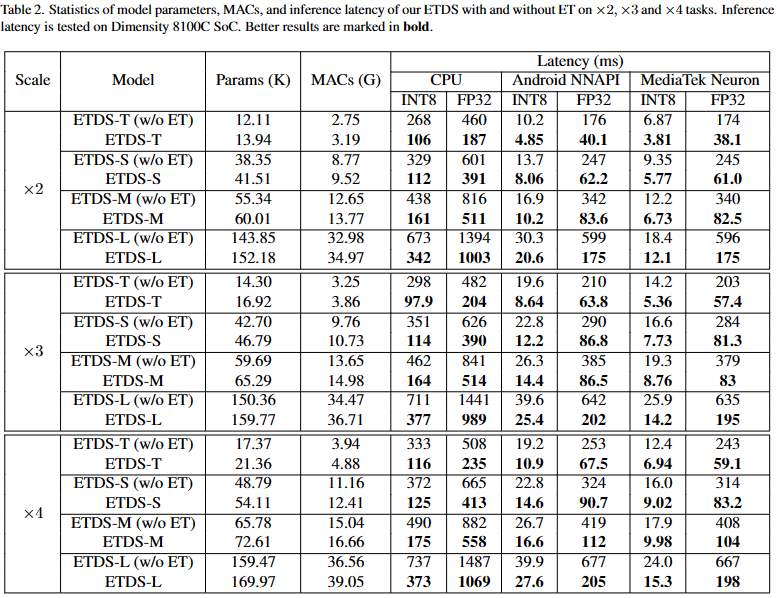 Table 2. Statistics of model parameters, MACs, and inference latency of our ETDS with and without ET on ×2, ×3 and ×4 tasks. Inference
latency is tested on Dimensity 8100C SoC. Better results are marked in bold.
Scale Model Params (K) MACs (G) Latency (ms)
CPU Android NNAPI MediaTek Neuron
INT8 FP32 INT8 FP32 INT8 FP32
×2
ETDS-T (w/o ET) 12.11 2.75 268 460 10.2 176 6.87 174
ETDS-T 13.94 3.19 106 187 4.85 40.1 3.81 38.1
ETDS-S (w/o ET) 38.35 8.77 329 601 13.7 247 9.35 245
ETDS-S 41.51 9.52 112 391 8.06 62.2 5.77 61.0
ETDS-M (w/o ET) 55.34 12.65 438 816 16.9 342 12.2 340
ETDS-M 60.01 13.77 161 511 10.2 83.6 6.73 82.5
ETDS-L (w/o ET) 143.85 32.98 673 1394 30.3 599 18.4 596
ETDS-L 152.18 34.97 342 1003 20.6 175 12.1 175
×3
ETDS-T (w/o ET) 14.30 3.25 298 482 19.6 210 14.2 203
ETDS-T 16.92 3.86 97.9 204 8.64 63.8 5.36 57.4
ETDS-S (w/o ET) 42.70 9.76 351 626 22.8 290 16.6 284
ETDS-S 46.79 10.73 114 390 12.2 86.8 7.73 81.3
ETDS-M (w/o ET) 59.69 13.65 462 841 26.3 385 19.3 379
ETDS-M 65.29 14.98 164 514 14.4 86.5 8.76 83
ETDS-L (w/o ET) 150.36 34.47 711 1441 39.6 642 25.9 635
ETDS-L 159.77 36.71 377 989 25.4 202 14.2 195
×4
ETDS-T (w/o ET) 17.37 3.94 333 508 19.2 253 12.4 243
ETDS-T 21.36 4.88 116 235 10.9 67.5 6.94 59.1
ETDS-S (w/o ET) 48.79 11.16 372 665 22.8 324 16.0 314
ETDS-S 54.11 12.41 125 413 14.6 90.7 9.02 83.2
ETDS-M (w/o ET) 65.78 15.04 490 882 26.7 419 17.9 408
ETDS-M 72.61 16.66 175 558 16.6 112 9.98 104
ETDS-L (w/o ET) 159.47 36.56 737 1487 39.9 677 24.0 667
ETDS-L 169.97 39.05 373 1069 27.6 205 15.3 198